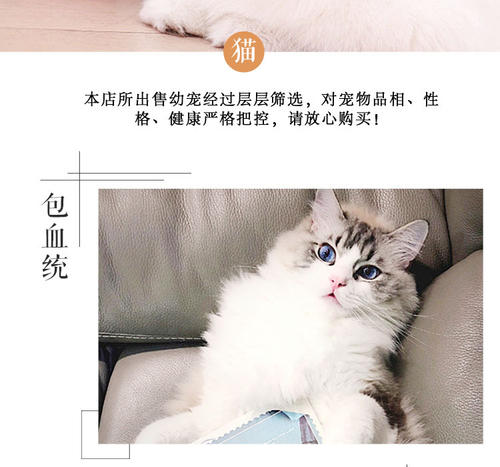 猫
本店所出售幼宠经过层层筛选，对宠物品相、性
格、健康严格把控，请放心购买！
包血统